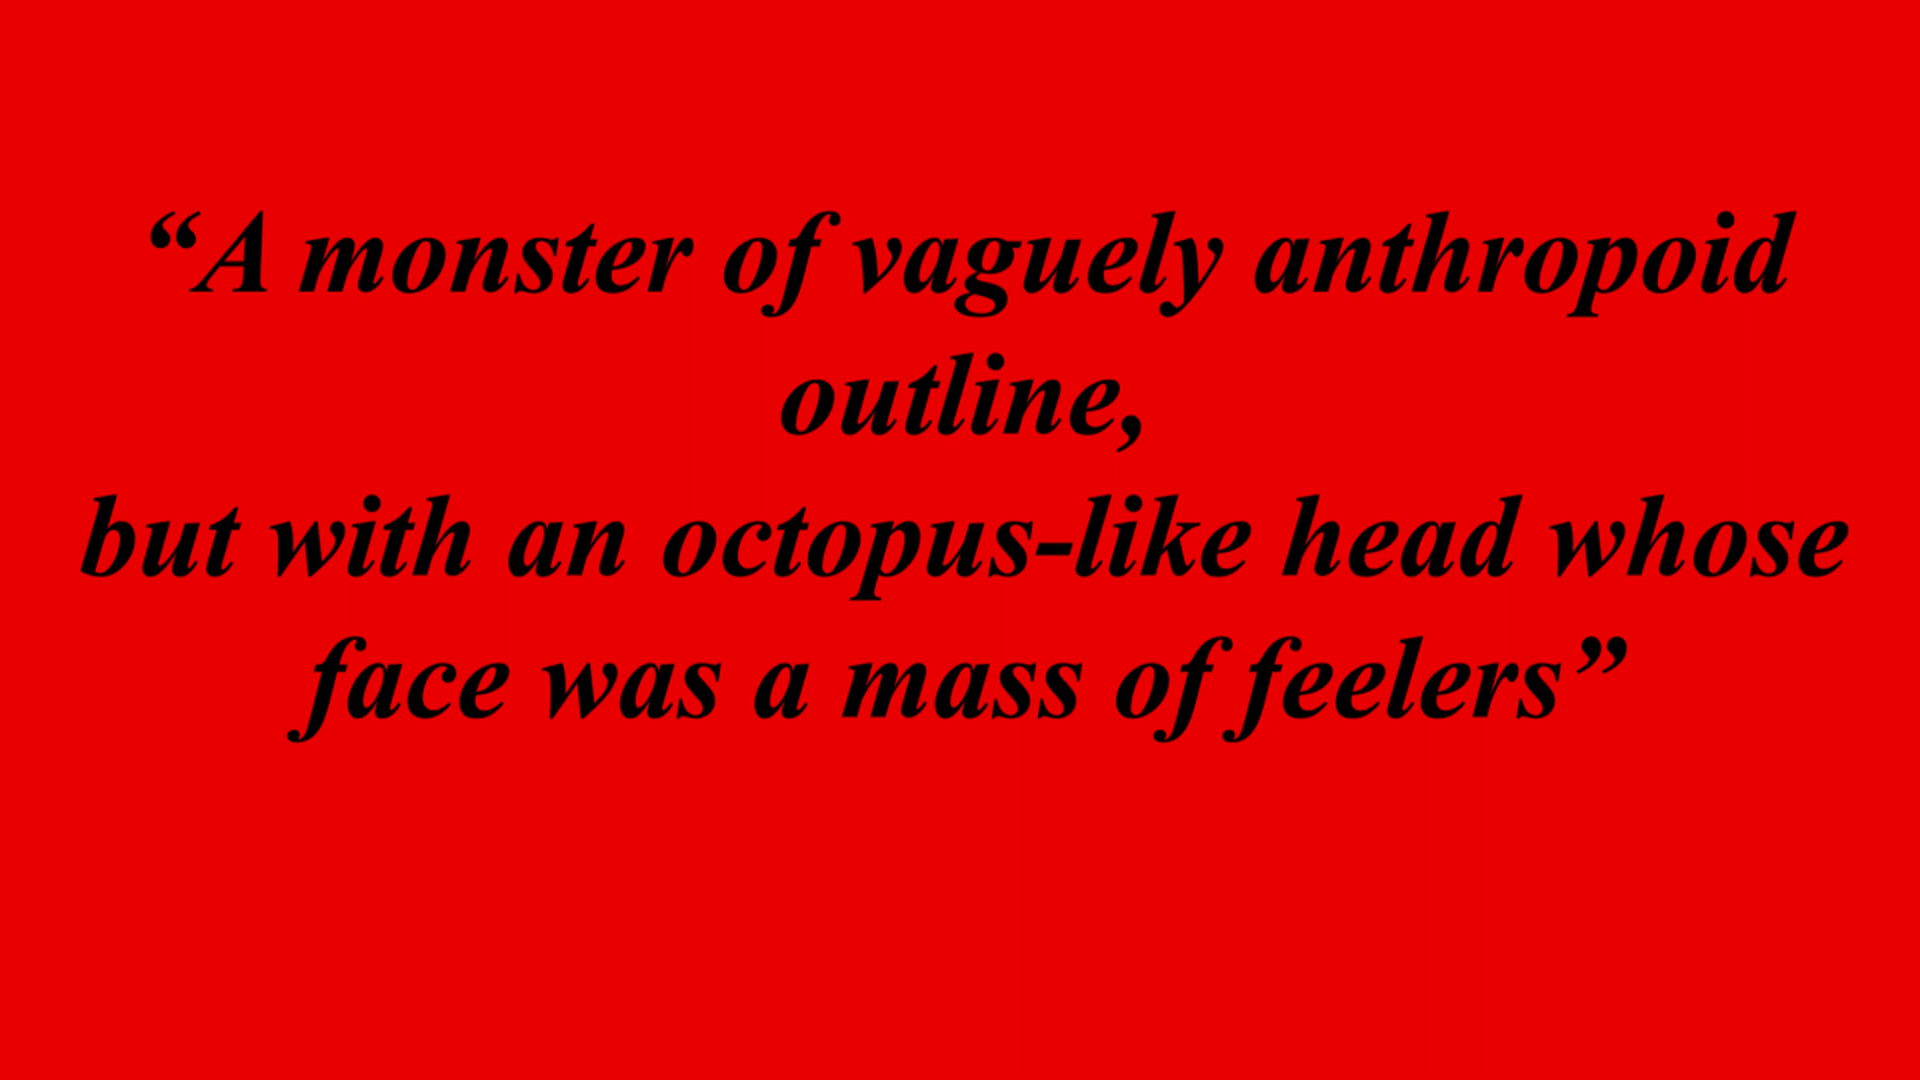 “A monster of vaguely anthropoid
outline,
but with an octopus-like head whose
face was a mass of feelers”